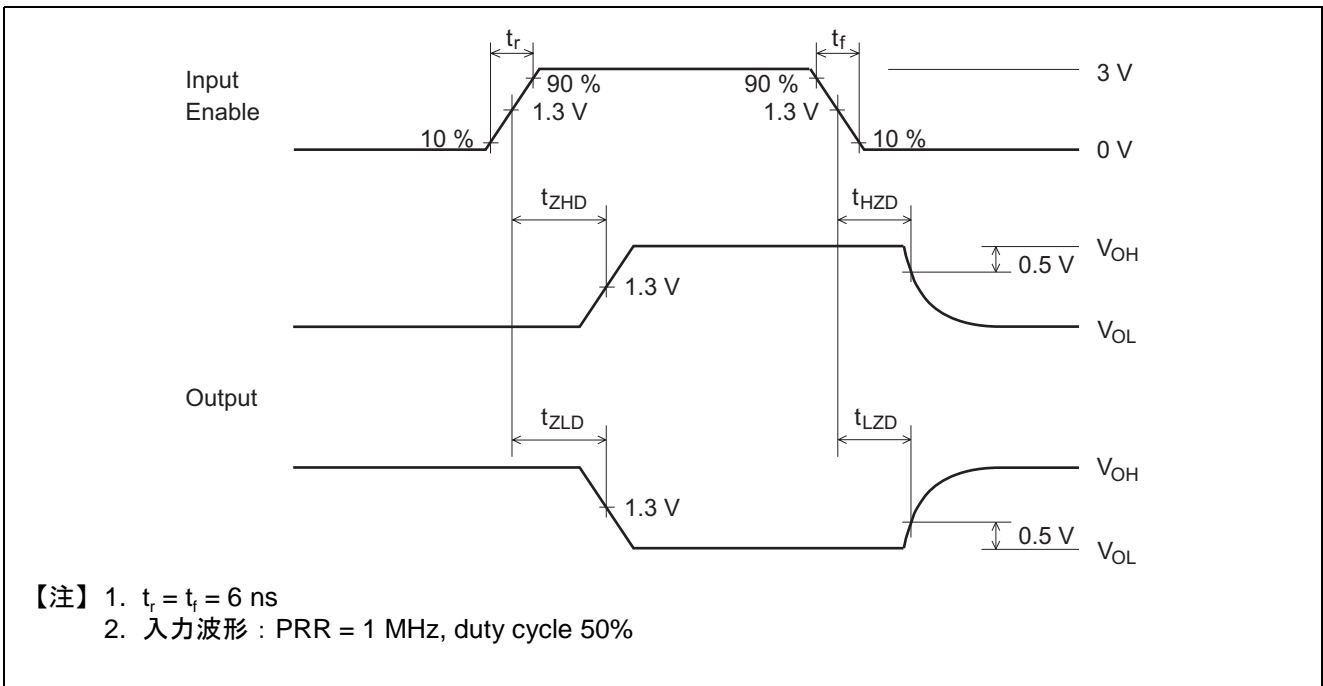 tr
tf
Input
Enable
90 %
90 %
3 V
1.3 V
1.3 V
10 %
10 %
0 V
tZHD
tHZD
VOH
0.5 V
1.3 V
VOL
Output
tZLD
tLZD
VOH
1.3 V
0.5 V
VOL
【注】 1. tr = tf = 6 ns
2. 入力波形 : PRR = 1 MHz, duty cycle 50%